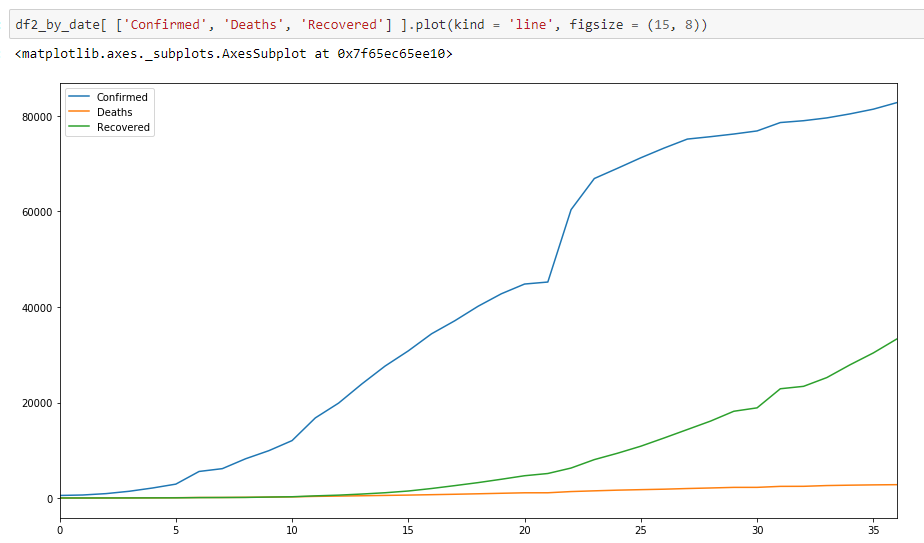 df2_by_date[ ['Confirmed', 'Deaths', 'Recovered'] ].plot(kind = 'line', figsize = (15, 8))
<matplotlib.axes._subplots.AxesSubplot at 0x7f65ec65ee10>
Confirmed
Deaths
Recovered
80000
60000
40000
20000
0
0 5 10 15 20 25 30 35